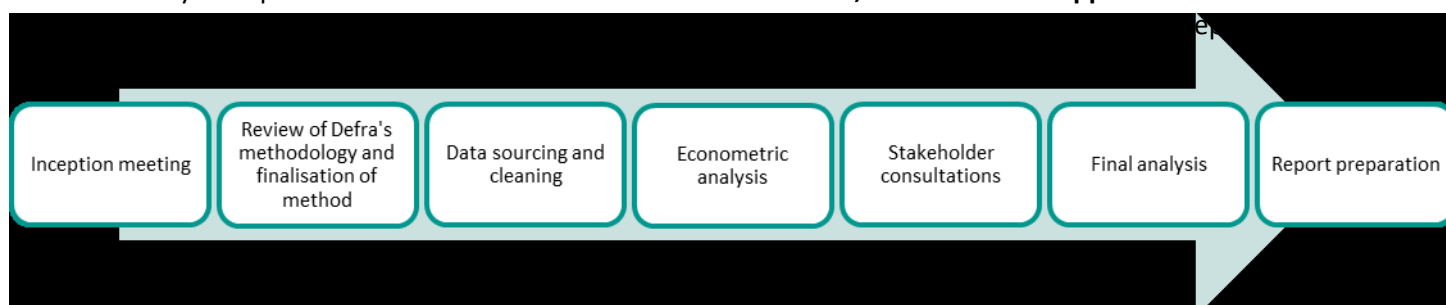 Inception meeting
Review of Defra's
methodology and
finalisation of
method
Data sourcing and
cleaning
Econometric
analysis
Stakeholder
consultations
Final analysis
Report preparation